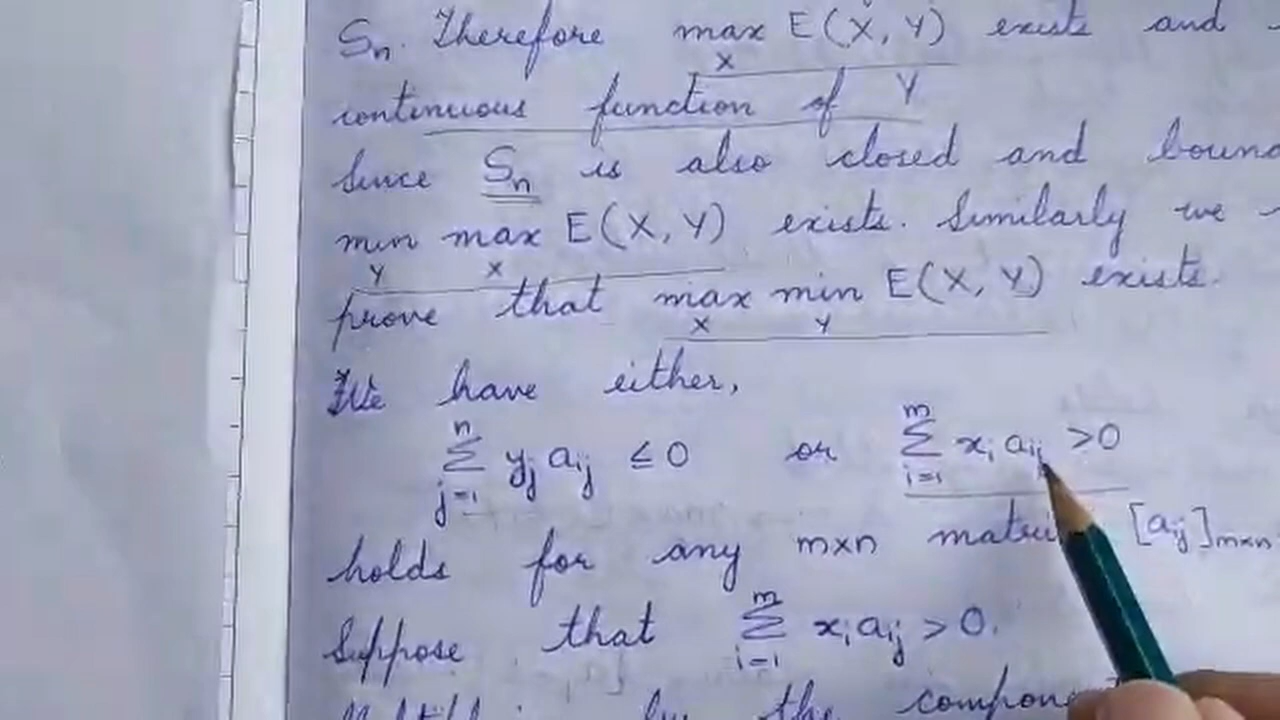 Sn. Therefore max E(X, Y) exists and
X
continuous function of Y
Since Sn is also closed and
min max E(X, Y) exists. Similarly we
Y X
prove that max min E(X, Y) exists.
X Y
We have either,
n∑j=1 yj aij ≤ 0 or m∑i=1 xi aij > 0
holds for any m×n [aij]m×n
Suppose that m∑i=1 xi aij > 0.
by the